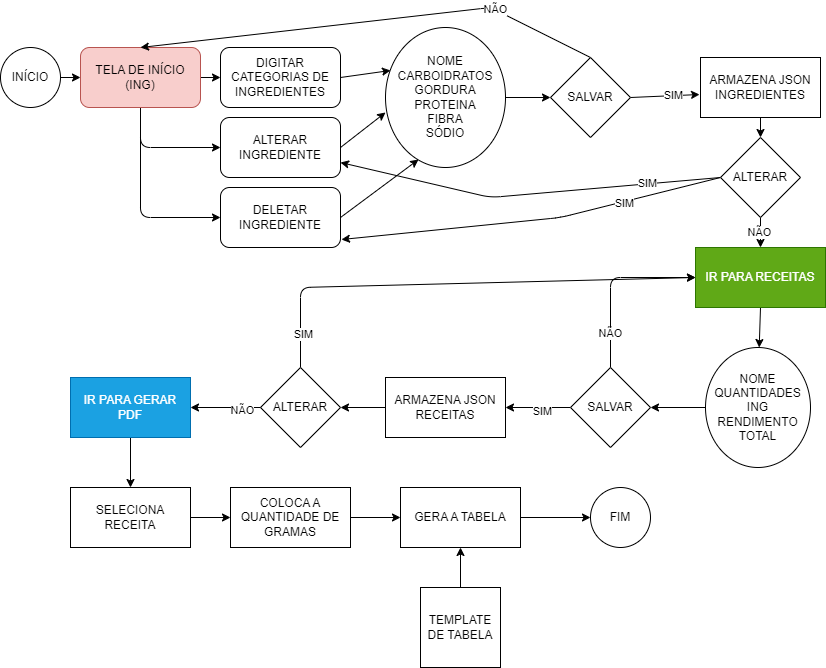 NÃO
INÍCIO
TELA DE INÍCIO
(ING)
DIGITAR
CATEGORIAS DE
INGREDIENTES
NOME
CARBOIDRATOS
GORDURA
PROTEINA
FIBRA
SÓDIO
SALVAR
SIM
ARMAZENA JSON
INGREDIENTES
ALTERAR
INGREDIENTE
ALTERAR
SIM
SIM
DELETAR
INGREDIENTE
NÃO
IR PARA RECEITAS
SIM
NÃO
NOME
QUANTIDADES
ING
RENDIMENTO
TOTAL
SALVAR
SIM
ARMAZENA JSON
RECEITAS
ALTERAR
NÃO
IR PARA GERAR
PDF
SELECIONA
RECEITA
COLOCA A
QUANTIDADE DE
GRAMAS
GERA A TABELA
FIM
TEMPLATE
DE TABELA